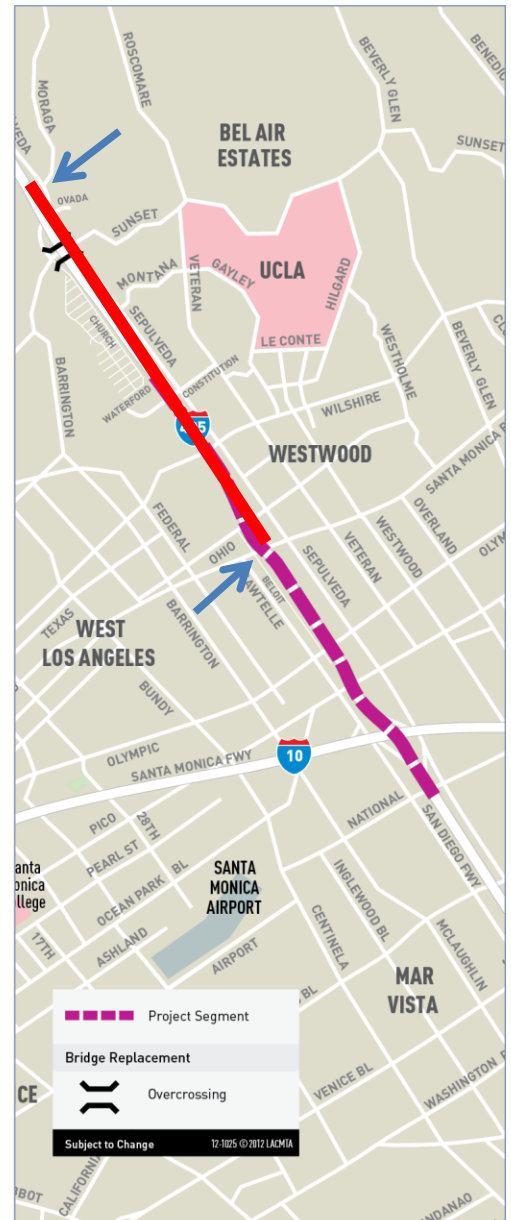 ROSCOMARE
BEVERLY GLEN
MORAGA
BEL AIR
ESTATES
SUNSET
OVADA
SUNSET
MONTANA
GAYLEY
UCLA
VETERAN
HILGARD
CHURCH
SEPULVEDA
LE CONTE
WESTHOLME
BEVERLY GLEN
BARRINGTON
WATERFORD
CONSTITUTION
WILSHIRE
WESTWOOD
SANTA MONICA
FEDERAL
OHIO
SEPULVEDA
VETERAN
WESTWOOD
OVERLAND
BELOIT
TEXAS
WEST
LOS ANGELES
BARRINGTON
BUNDY
OLYMPIC
SANTA MONICA FWY
10
NATIONAL
SAN DIEGO FWY
PICO
28TH
PEARL ST
OCEAN PARK BL
SANTA
MONICA
AIRPORT
17TH
ASHLAND
AIRPORT
CENTINELA
INGLEWOOD BL
MCLAUGHLIN
MAR
VISTA
VENICE BL
WASHINGTON
Project Segment
Bridge Replacement
Overcrossing
Subject to Change 12-1025 ©2012 LACMTA